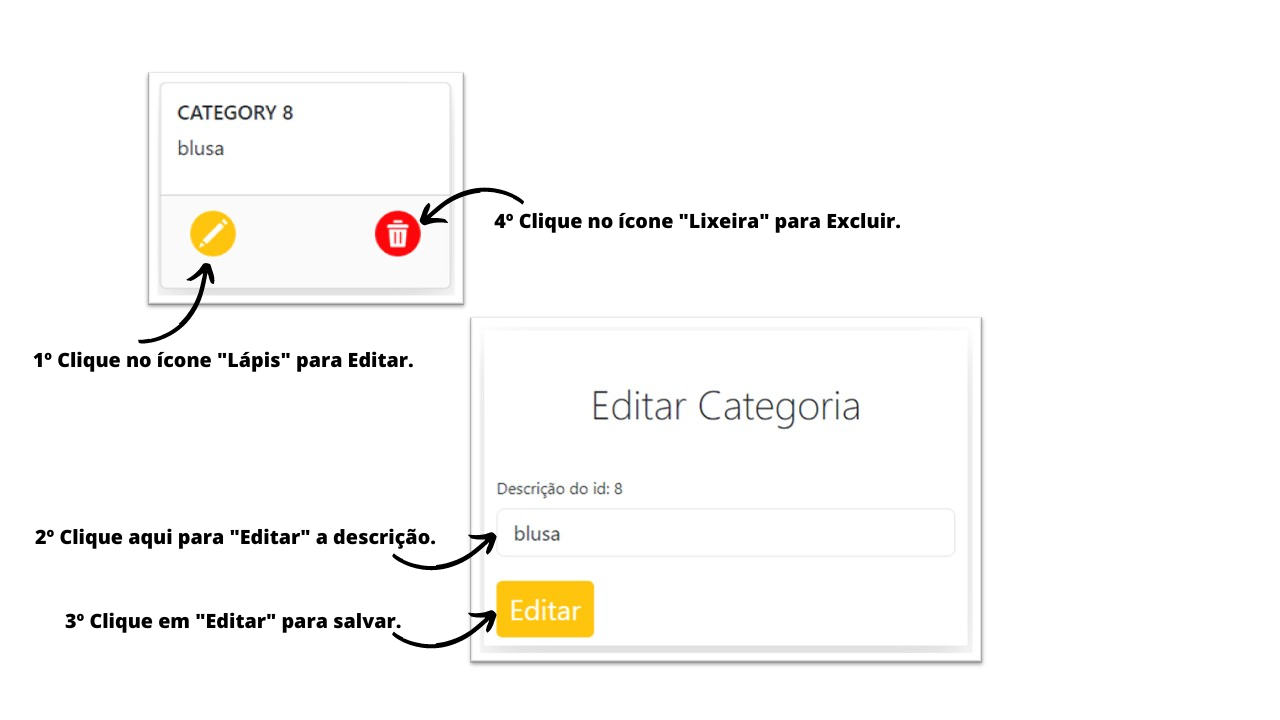 CATEGORY 8
blusa
4º Clique no ícone "Lixeira" para Excluir.
1º Clique no ícone "Lápis" para Editar.
Editar Categoria
Descrição do id: 8
2º Clique aqui para "Editar" a descrição.
blusa
3º Clique em "Editar" para salvar.
Editar